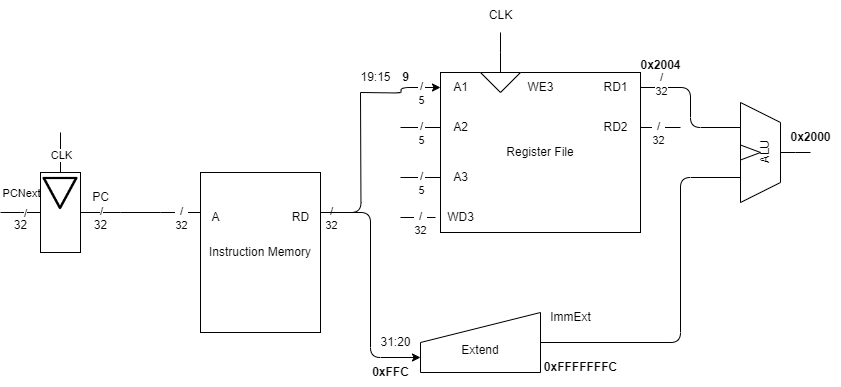 CLK
19:15 9
/
5
A1
WE3
RD1
0x2004
/
32
/
5
A2
RD2
/
32
Register File
/
5
A3
/
32
WD3
ALU
0x2000
CLK
PCNext
/
32
PC
/
32
/
32
A
RD
/
32
Instruction Memory
31:20
0xFFC
Extend
ImmExt
0xFFFFFFFC